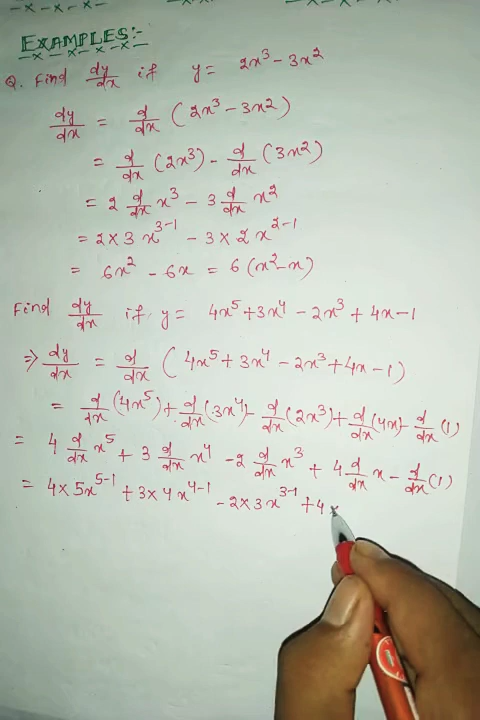 EXAMPLES:-
Q. Find dy/dx if y = 2x³ - 3x²
dy/dx = d/dx (2x³ - 3x²)
= d/dx (2x³) - d/dx (3x²)
= 2 d/dx x³ - 3 d/dx x²
= 2 × 3 x³⁻¹ - 3 × 2 x²⁻¹
= 6x² - 6x = 6 (x² - x)
Find dy/dx if y = 4x⁵ + 3x⁴ - 2x³ + 4x - 1
⇒ dy/dx = d/dx (4x⁵ + 3x⁴ - 2x³ + 4x - 1)
= d/dx (4x⁵) + d/dx (3x⁴) - d/dx (2x³) + d/dx (4x) - d/dx (1)
= 4 d/dx x⁵ + 3 d/dx x⁴ - 2 d/dx x³ + 4 d/dx x - d/dx (1)
= 4 × 5x⁵⁻¹ + 3 × 4 x⁴⁻¹ - 2 × 3 x³⁻¹ + 4 ×